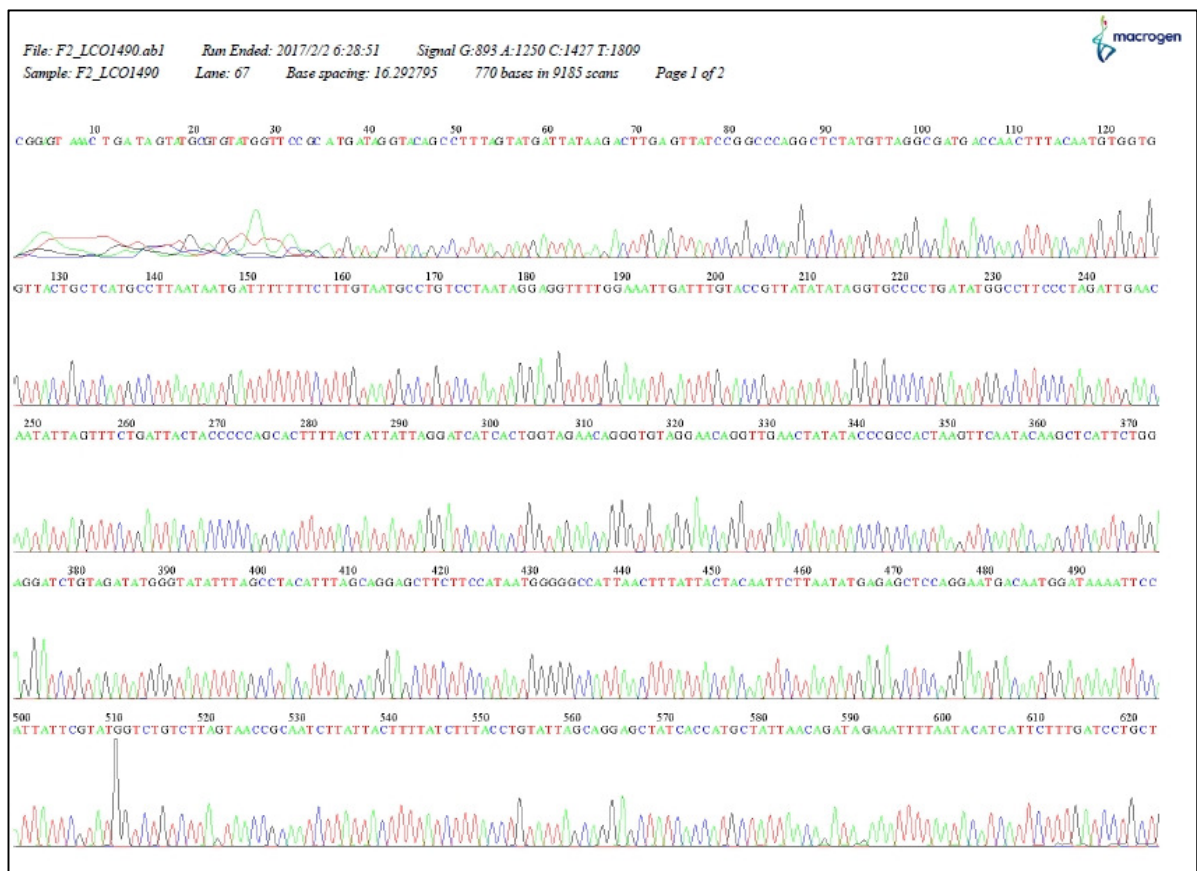 macrogen
File: F2_LCO1490.ab1 Run Ended: 2017/2/2 6:28:51 Signal G:893 A:1250 C:1427 T:1809
Sample: F2_LCO1490 Lane: 67 Base spacing: 16.292795 770 bases in 9185 scans Page 1 of 2
10 20 30 40 50 60 70 80 90 100 110 120
CGGAGT AAAC TGATAGTATGCGTGTATGGTTCCGCATGATAGGTACAGCCTTTAGTATGATTATAAGACTTGAGTTATCCGGCCCAGGCTCTATGTTAGGCGATGACCAACTTTACAATGTGGTG
130 140 150 160 170 180 190 200 210 220 230 240
GTTACTGCTCATGCCTTAATAATGATTTTTTTCTTTGTAATGCCTGTCCTAATAGGAGGTTTTGGAAATTGATTTGTACCGTTATATATAGGTGCCCCTGATATGGCCTTCCCTAGATTGAAC
250 260 270 280 290 300 310 320 330 340 350 360 370
AATATTAGTTTCTGATTACTACCCCCAGCACTTTTACTATTATTAGGATCATCACTGGTAGAACAGGGTGTAGGAACAGGTTGAACTATATACCCGCCACTAAGTTCAATACAAGCTCATTCTGG
380 390 400 410 420 430 440 450 460 470 480 490
AGGATCTGTAGATATGGGTATATTTAGCCTACATTTAGCAGGAGCTTCTTCCATAATGGGGGCCATTAACTTTATTACTACAATTCTTAATATGAGAGCTCCAGGAATGACAATGGATAAAATTCC
500 510 520 530 540 550 560 570 580 590 600 610 620
ATTATTCGTATGGTCTGTCTTAGTAACCGCAATCTTATTACTTTTATCTTTACCTGTATTAGCAGGAGCTATCACCATGCTATTAACAGATAGAAATTTTAATACATCATTCTTTGATCCTGCT